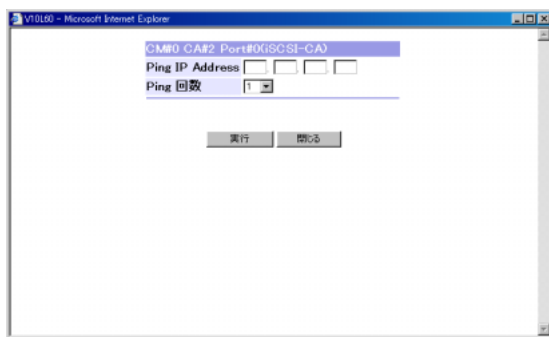 V10L60 - Microsoft Internet Explorer
CM#0 CA#2 Port#0(iSCSI-CA)
Ping IP Address . . .
Ping 回数 1
実行 閉じる